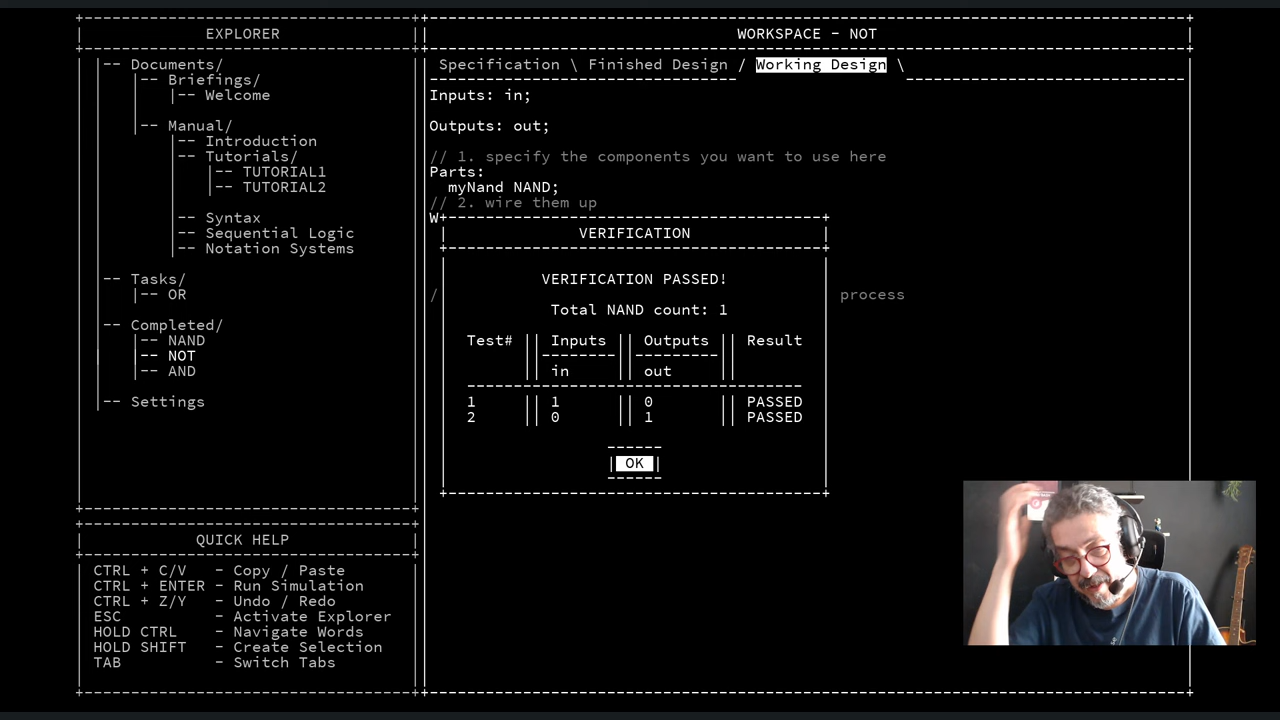 EXPLORER
|-- Documents/
|-- Briefings/
|-- Welcome
|-- Manual/
|-- Introduction
|-- Tutorials/
|-- TUTORIAL1
|-- TUTORIAL2
|-- Syntax
|-- Sequential Logic
|-- Notation Systems
|-- Tasks/
|-- OR
|-- Completed/
|-- NAND
|-- NOT
|-- AND
|-- Settings
QUICK HELP
CTRL + C/V - Copy / Paste
CTRL + ENTER - Run Simulation
CTRL + Z/Y - Undo / Redo
ESC - Activate Explorer
HOLD CTRL - Navigate Words
HOLD SHIFT - Create Selection
TAB - Switch Tabs
WORKSPACE - NOT
Specification \ Finished Design / Working Design \
Inputs: in;
Outputs: out;
// 1. specify the components you want to use here
Parts:
myNand NAND;
// 2. wire them up
W
/ process
VERIFICATION
VERIFICATION PASSED!
Total NAND count: 1
Test# || Inputs || Outputs || Result
|| in || out ||
1 || 1 || 0 || PASSED
2 || 0 || 1 || PASSED
| OK |